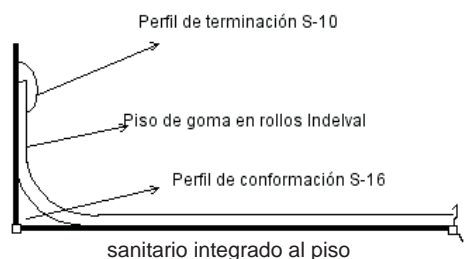 Perfil de terminación S-10
Piso de goma en rollos Indelval
Perfil de conformación S-16
sanitario integrado al piso